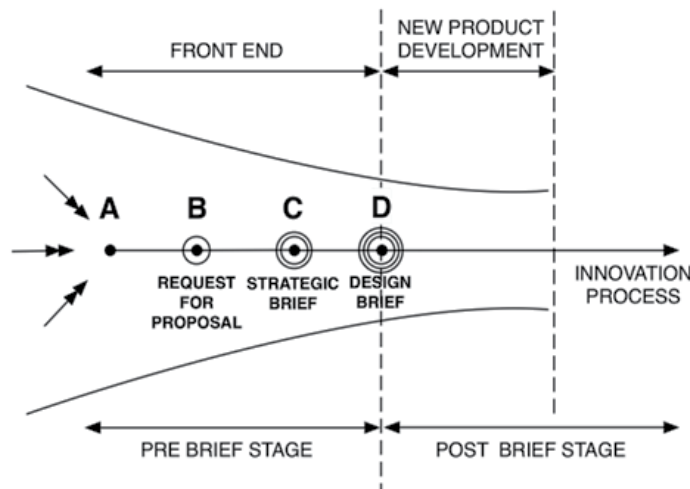 FRONT END
NEW PRODUCT
DEVELOPMENT
A
B
C
D
REQUEST
FOR
PROPOSAL
STRATEGIC
BRIEF
DESIGN
BRIEF
INNOVATION
PROCESS
PRE BRIEF STAGE
POST BRIEF STAGE